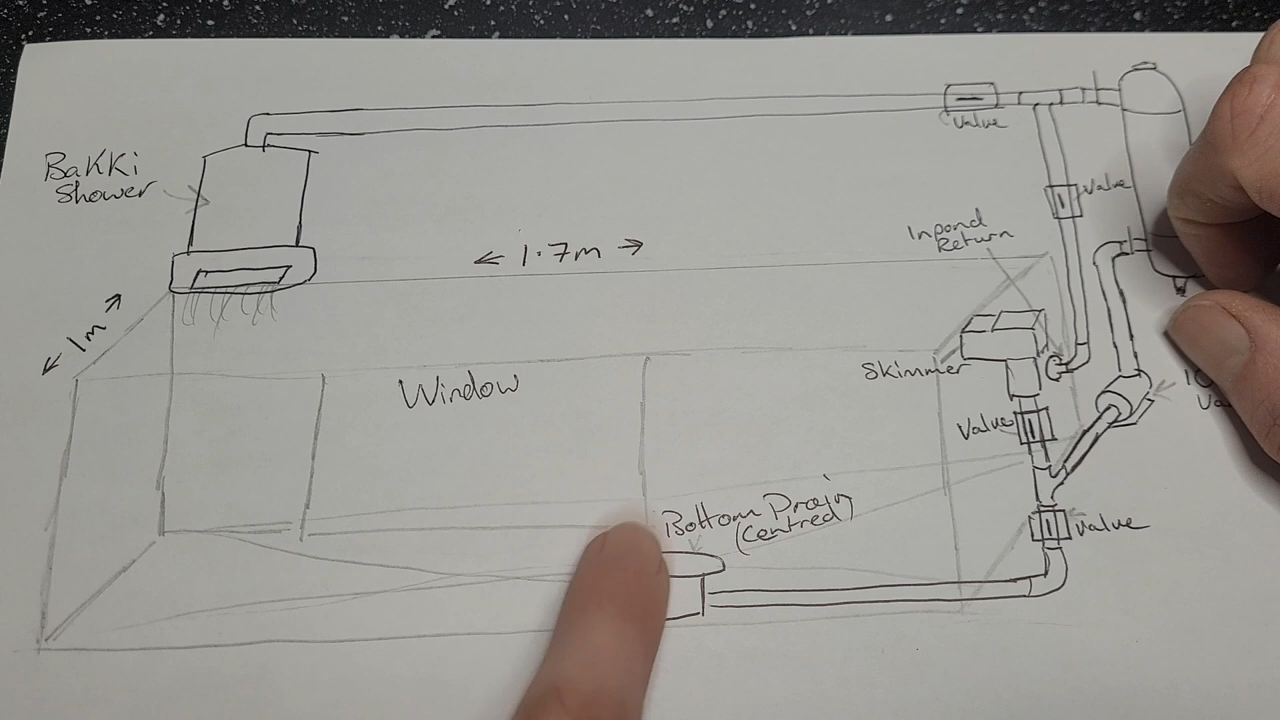 BaKKi
Shower
Valve
Valve
← 1.7m →
Inpond
Return
← 1m →
Window
Skimmer
Valve
Bottom Drain
(Centred)
Valve